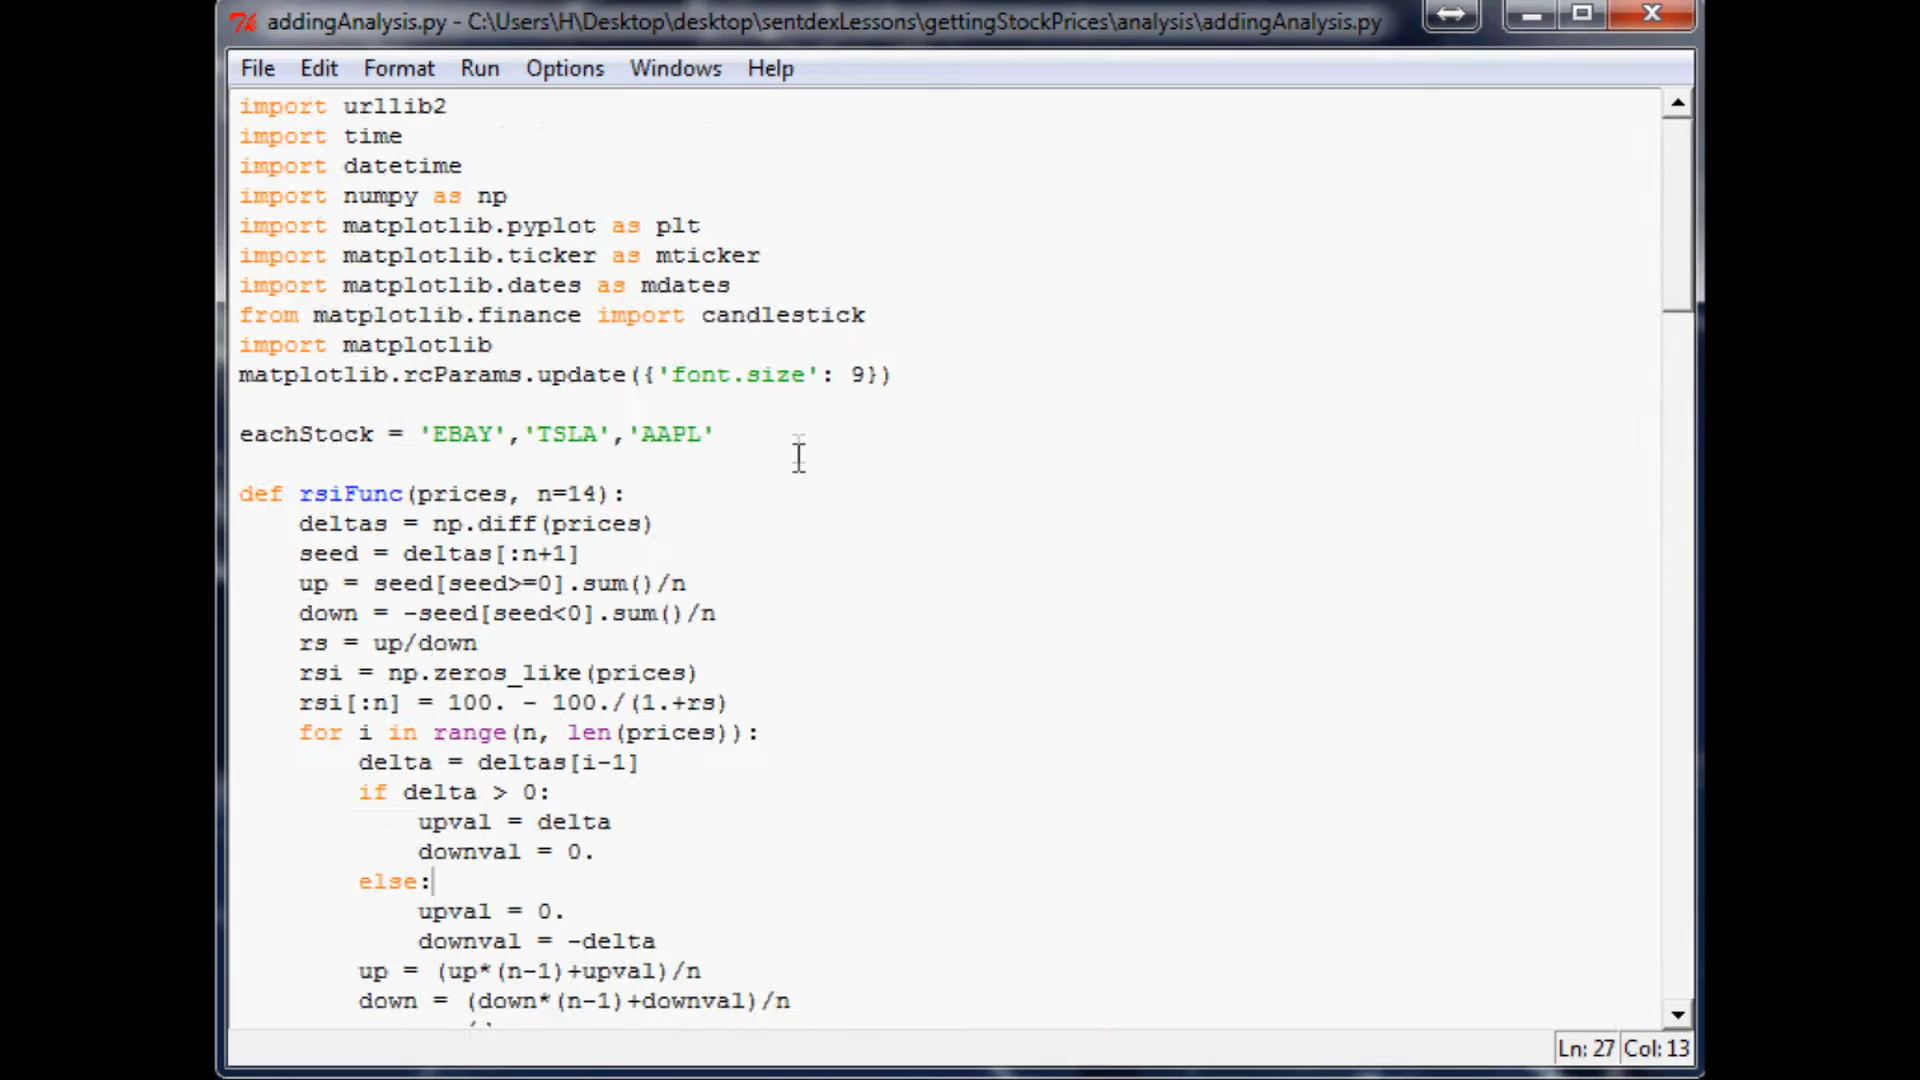 addingAnalysis.py - C:\Users\H\Desktop\desktop\sentdexLessons\gettingStockPrices\analysis\addingAnalysis.py
File Edit Format Run Options Windows Help
import urllib2
import time
import datetime
import numpy as np
import matplotlib.pyplot as plt
import matplotlib.ticker as mticker
import matplotlib.dates as mdates
from matplotlib.finance import candlestick
import matplotlib
matplotlib.rcParams.update({'font.size': 9})
eachStock = 'EBAY','TSLA','AAPL'
def rsiFunc(prices, n=14):
    deltas = np.diff(prices)
    seed = deltas[:n+1]
    up = seed[seed>=0].sum()/n
    down = -seed[seed<0].sum()/n
    rs = up/down
    rsi = np.zeros_like(prices)
    rsi[:n] = 100. - 100./(1.+rs)
    for i in range(n, len(prices)):
        delta = deltas[i-1]
        if delta > 0:
            upval = delta
            downval = 0.
        else:
            upval = 0.
            downval = -delta
        up = (up*(n-1)+upval)/n
        down = (down*(n-1)+downval)/n
Ln: 27 Col: 13